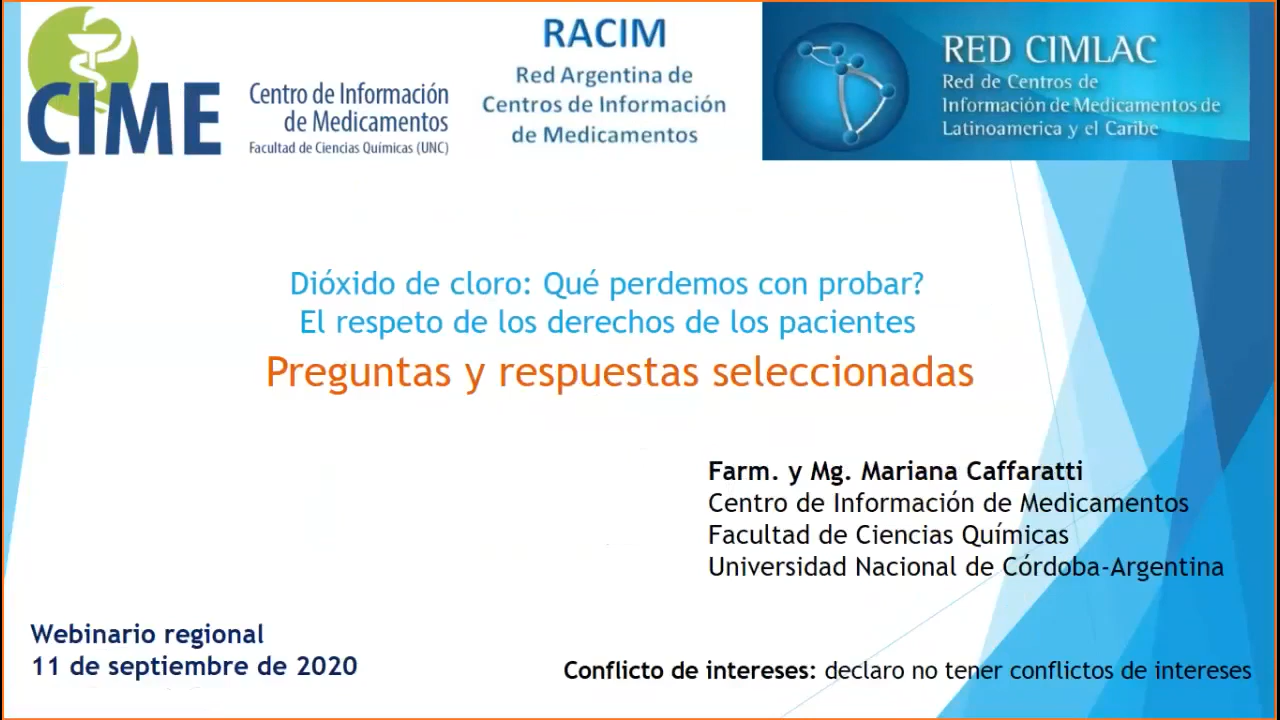 CIME
Centro de Información
de Medicamentos
Facultad de Ciencias Químicas (UNC)
RACIM
Red Argentina de
Centros de Información
de Medicamentos
RED CIMLAC
Red de Centros de
Información de Medicamentos de
Latinoamerica y el Caribe
Dióxido de cloro: Qué perdemos con probar?
El respeto de los derechos de los pacientes
Preguntas y respuestas seleccionadas
Farm. y Mg. Mariana Caffaratti
Centro de Información de Medicamentos
Facultad de Ciencias Químicas
Universidad Nacional de Córdoba-Argentina
Webinario regional
11 de septiembre de 2020
Conflicto de intereses: declaro no tener conflictos de intereses